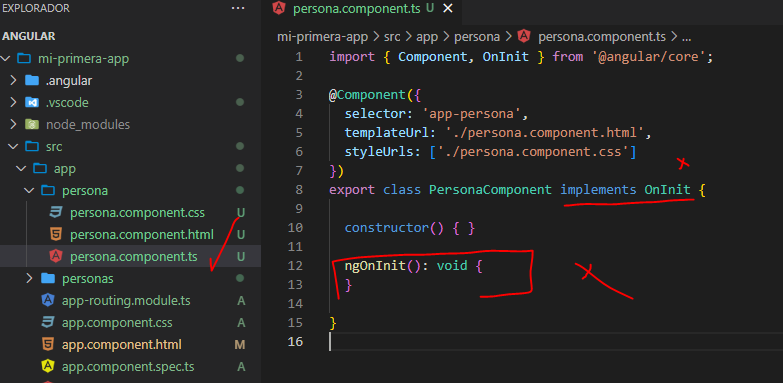 EXPLORADOR
ANGULAR
mi-primera-app
.angular
.vscode
node_modules
src
app
persona
persona.component.css U
persona.component.html U
persona.component.ts U
personas
app-routing.module.ts A
app.component.css A
app.component.html M
app.component.spec.ts A
persona.component.ts U
mi-primera-app > src > app > persona > persona.component.ts > ...
1 import { Component, OnInit } from '@angular/core';
2
3 @Component({
4 selector: 'app-persona',
5 templateUrl: './persona.component.html',
6 styleUrls: ['./persona.component.css']
7 })
8 export class PersonaComponent implements OnInit {
9
10 constructor() { }
11
12 ngOnInit(): void {
13 }
14
15 }
16